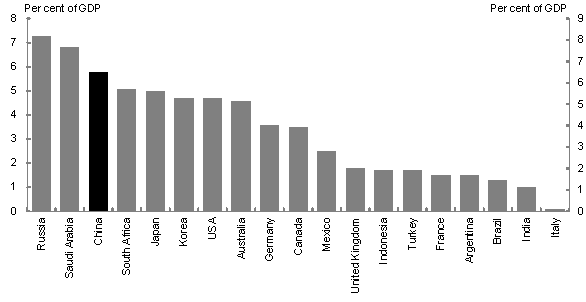 Per cent of GDP
Per cent of GDP
8
7
6
5
4
3
2
1
0
9
8
7
6
5
4
3
2
1
0
Russia
Saudi Arabia
China
South Africa
Japan
Korea
USA
Australia
Germany
Canada
Mexico
United Kingdom
Indonesia
Turkey
France
Argentina
Brazil
India
Italy